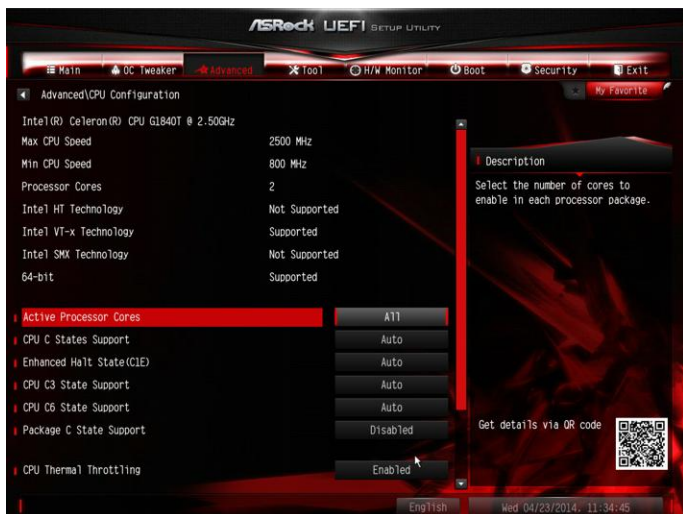 ASRock UEFI SETUP UTILITY
Main OC Tweaker Advanced Tool H/W Monitor Boot Security Exit
Advanced\CPU Configuration
My Favorite
Intel(R) Celeron(R) CPU G1840T @ 2.50GHz
Max CPU Speed 2500 MHz
Min CPU Speed 800 MHz
Processor Cores 2
Intel HT Technology Not Supported
Intel VT-x Technology Supported
Intel SMX Technology Not Supported
64-bit Supported
Active Processor Cores All
CPU C States Support Auto
Enhanced Halt State(C1E) Auto
CPU C3 State Support Auto
CPU C6 State Support Auto
Package C State Support Disabled
CPU Thermal Throttling Enabled
Description
Select the number of cores to
enable in each processor package.
Get details via QR code
English
Wed 04/23/2014. 11:34:45